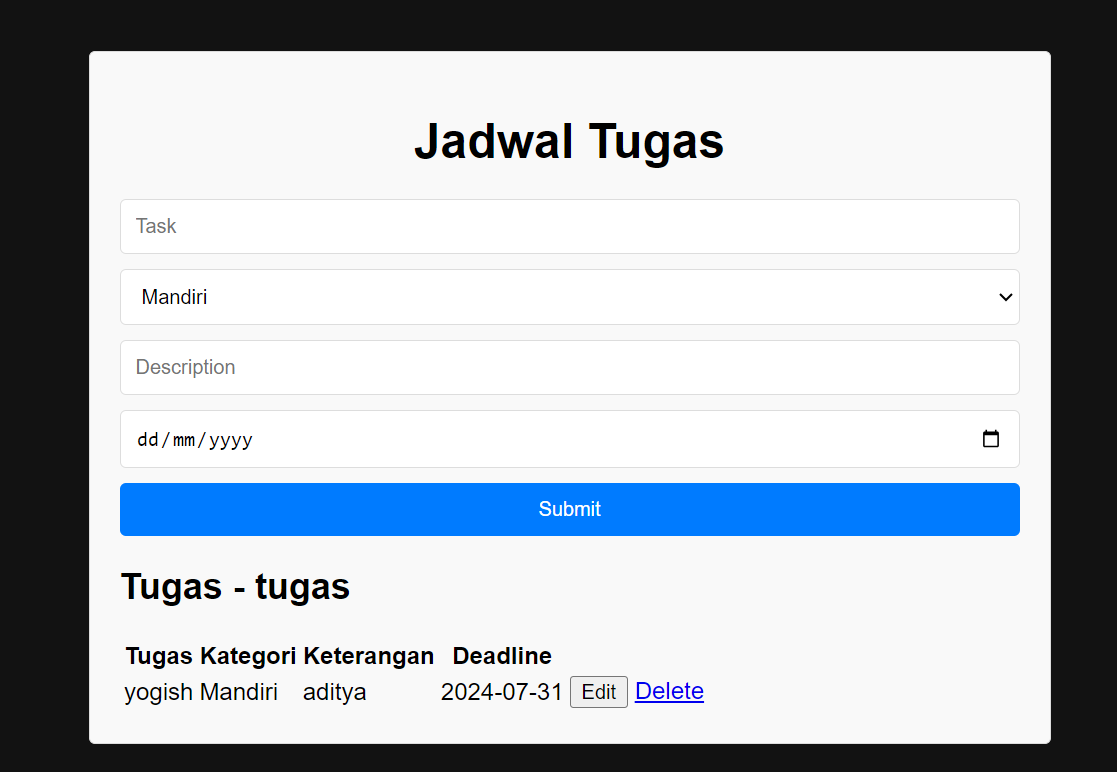 Jadwal Tugas
Task
Mandiri
Description
dd/mm/yyyy
Submit
Tugas - tugas
Tugas Kategori Keterangan Deadline
yogish Mandiri aditya 2024-07-31 Edit Delete